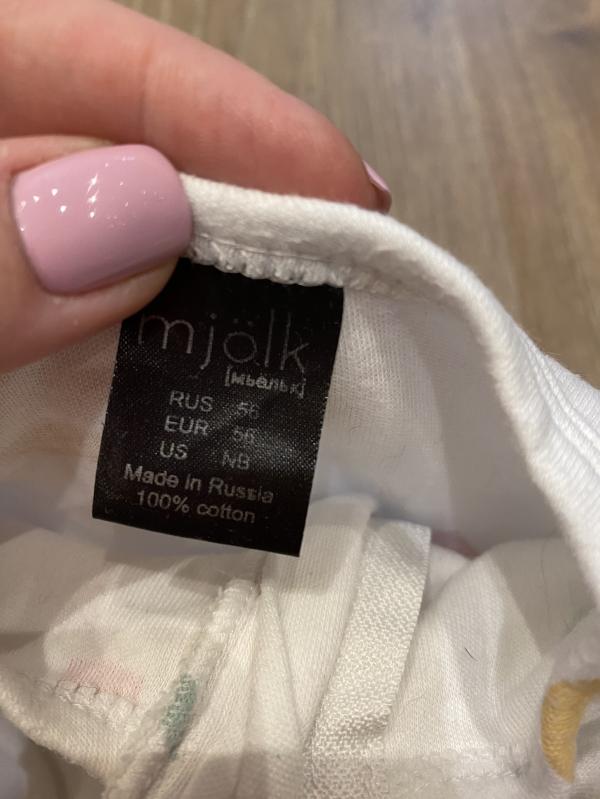 mjölk
[мьёльк]
RUS 56
EUR 56
US NB
Made in Russia
100% cotton